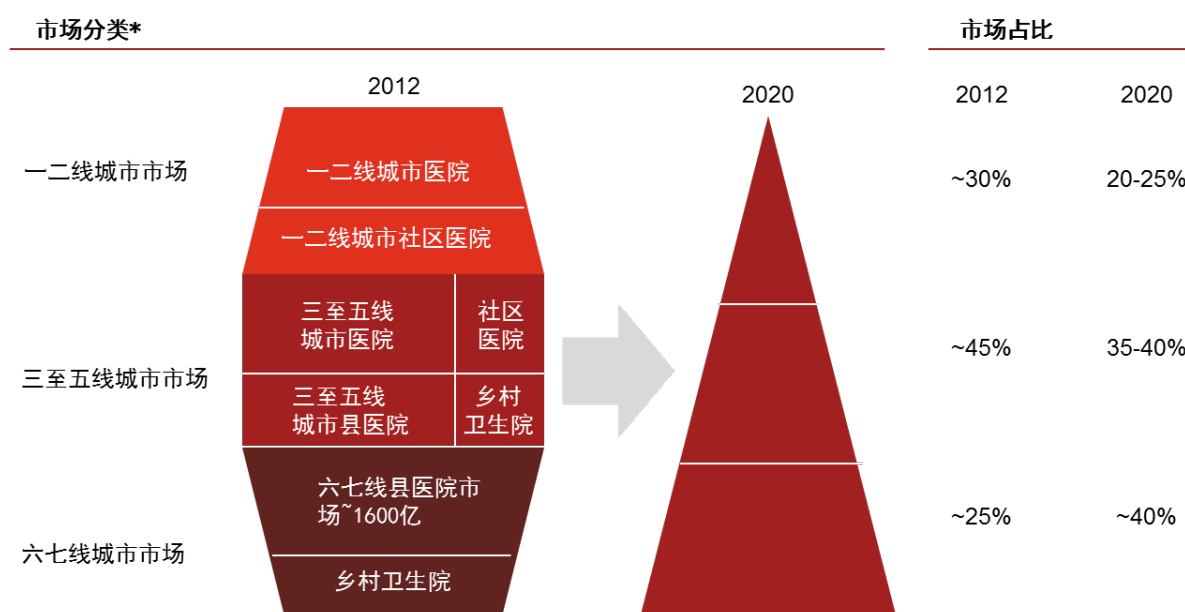 市场分类*
市场占比
2012
2020
2012
2020
一二线城市市场
一二线城市医院
~30%
20-25%
一二线城市社区医院
三至五线
城市医院
社区
医院
三至五线城市市场
~45%
35-40%
三至五线
城市县医院
乡村
卫生院
六七线县医院市
场~1600亿
~25%
~40%
六七线城市市场
乡村卫生院